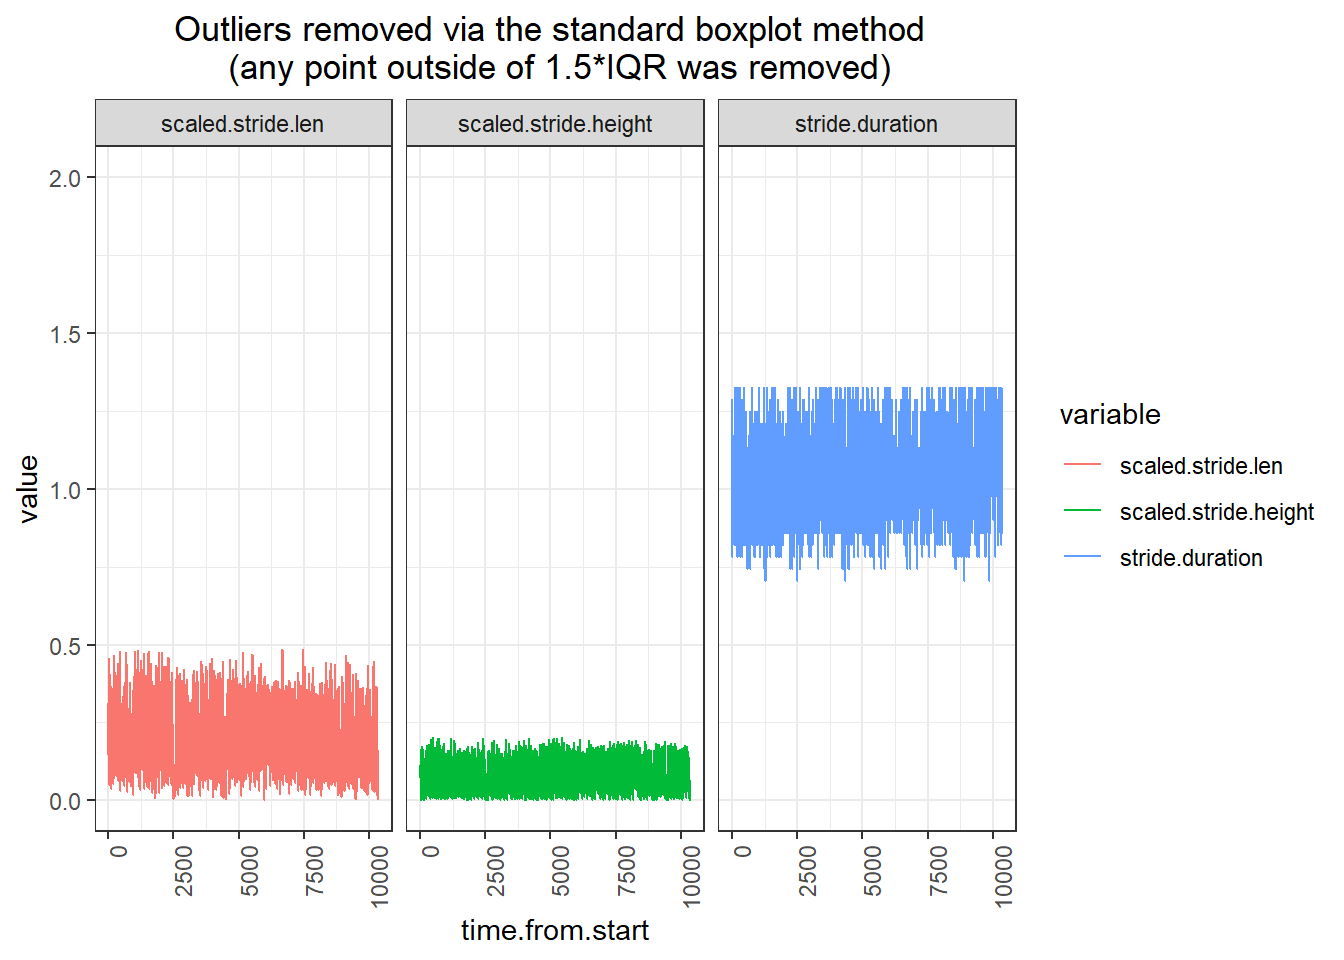 Outliers removed via the standard boxplot method
(any point outside of 1.5*IQR was removed)
scaled.stride.len
scaled.stride.height
stride.duration
2.0
1.5
1.0
0.5
0.0
value
0
2500
5000
7500
10000
0
2500
5000
7500
10000
0
2500
5000
7500
10000
time.from.start
variable
scaled.stride.len
scaled.stride.height
stride.duration